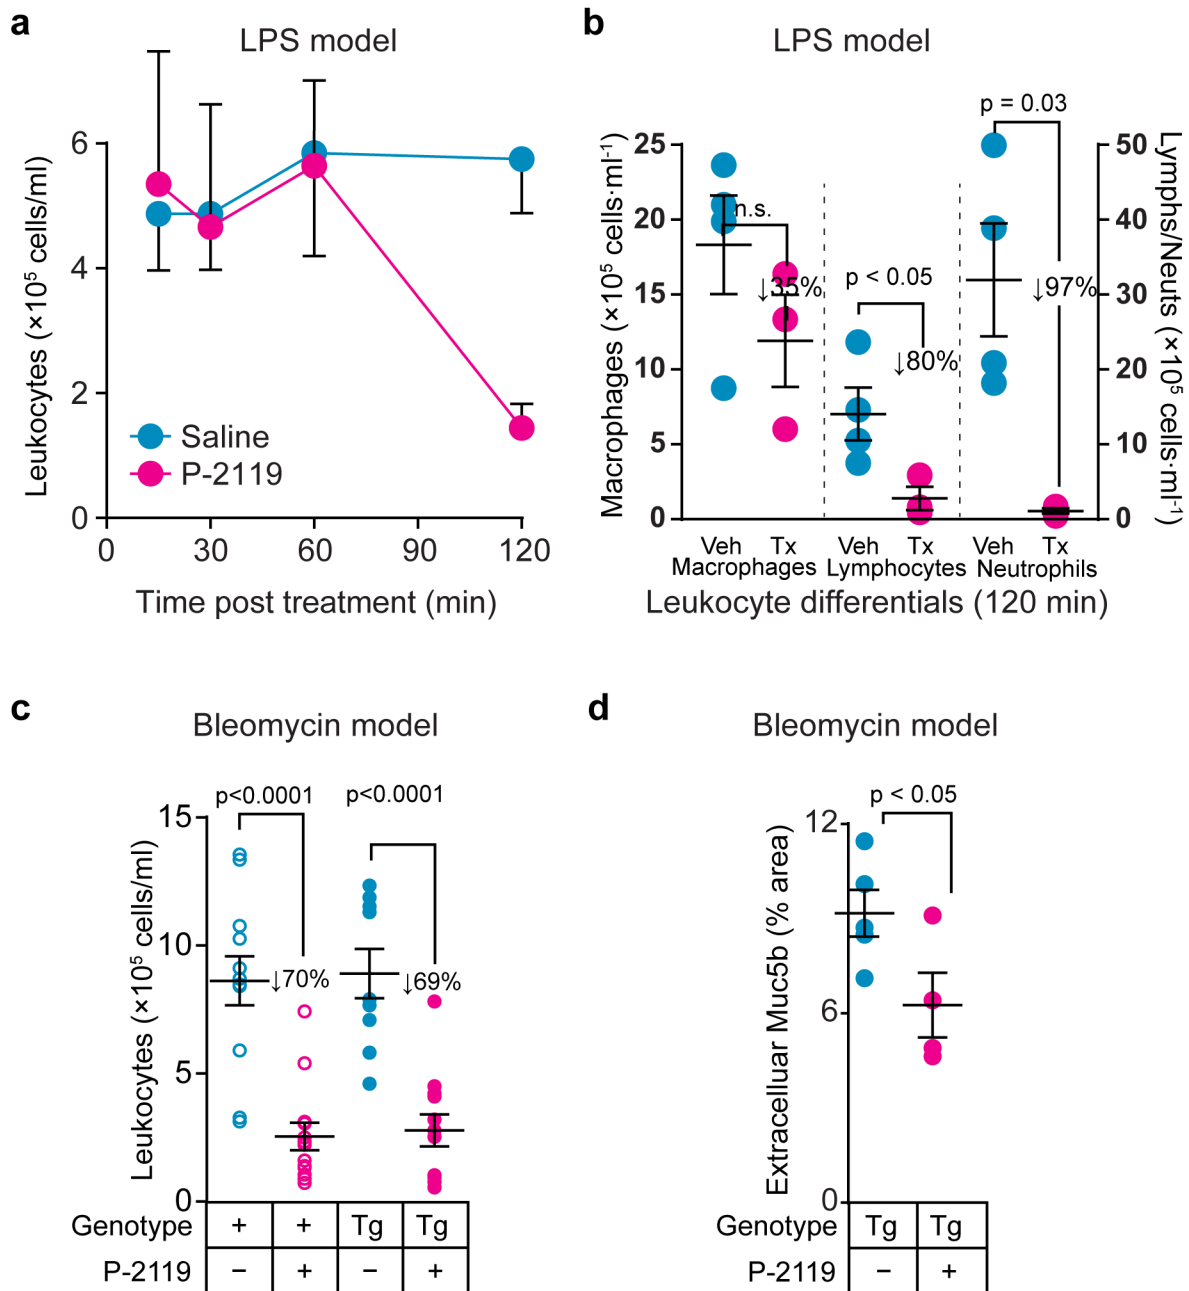 a
LPS model
Leukocytes (×10⁵ cells/ml)
6
4
2
0
Saline
P-2119
0 30 60 90 120
Time post treatment (min)
b
LPS model
Macrophages (×10⁵ cells·ml⁻¹)
25
20
15
10
5
0
n.s.
↓35%
p < 0.05
↓80%
p = 0.03
↓97%
50
40
30
20
10
0
Lymphs/Neuts (×10⁵ cells·ml⁻¹)
Veh Tx Veh Tx Veh Tx
Macrophages Lymphocytes Neutrophils
Leukocyte differentials (120 min)
c
Bleomycin model
Leukocytes (×10⁵ cells/ml)
15
10
5
0
p<0.0001 p<0.0001
↓70% ↓69%
Genotype + + Tg Tg
P-2119 − + − +
d
Bleomycin model
Extracelluar Muc5b (% area)
12
6
0
p < 0.05
Genotype Tg Tg
P-2119 − +